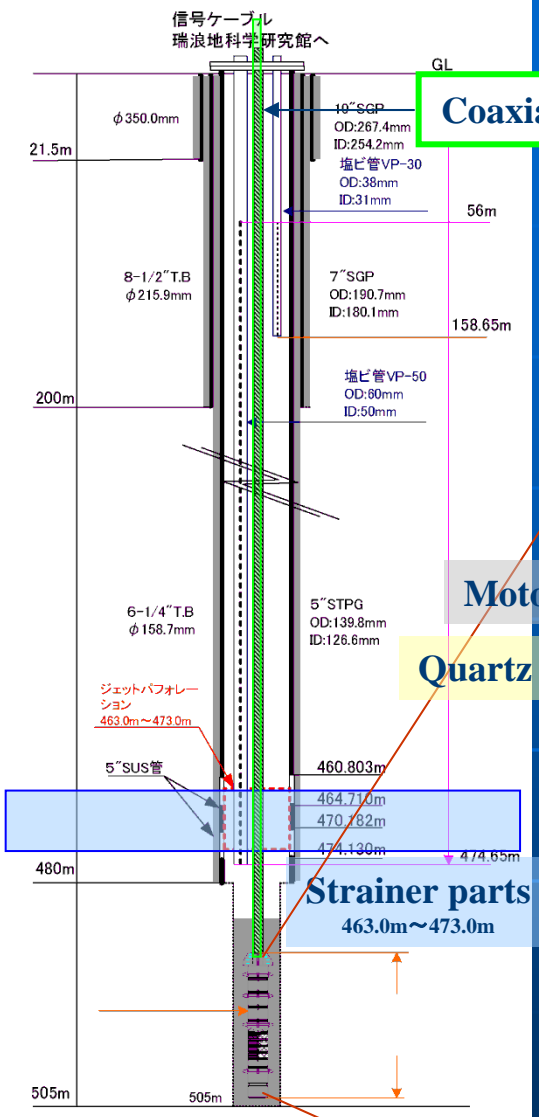 信号ケーブル
瑞浪地科学研究館へ
GL
φ350.0mm
10"SGP
OD:267.4mm
ID:254.2mm
Coaxia
21.5m
塩ビ管VP-30
OD:38mm
ID:31mm
56m
8-1/2"T.B
φ215.9mm
7"SGP
OD:190.7mm
ID:180.1mm
158.65m
塩ビ管VP-50
OD:60mm
ID:50mm
200m
Moto
6-1/4"T.B
φ158.7mm
5"STPG
OD:139.8mm
ID:126.6mm
Quartz
ジェットパフォレー
ション
463.0m～473.0m
5"SUS管
460.803m
464.710m
470.182m
474.130m
474.65m
480m
Strainer parts
463.0m～473.0m
505m
505m